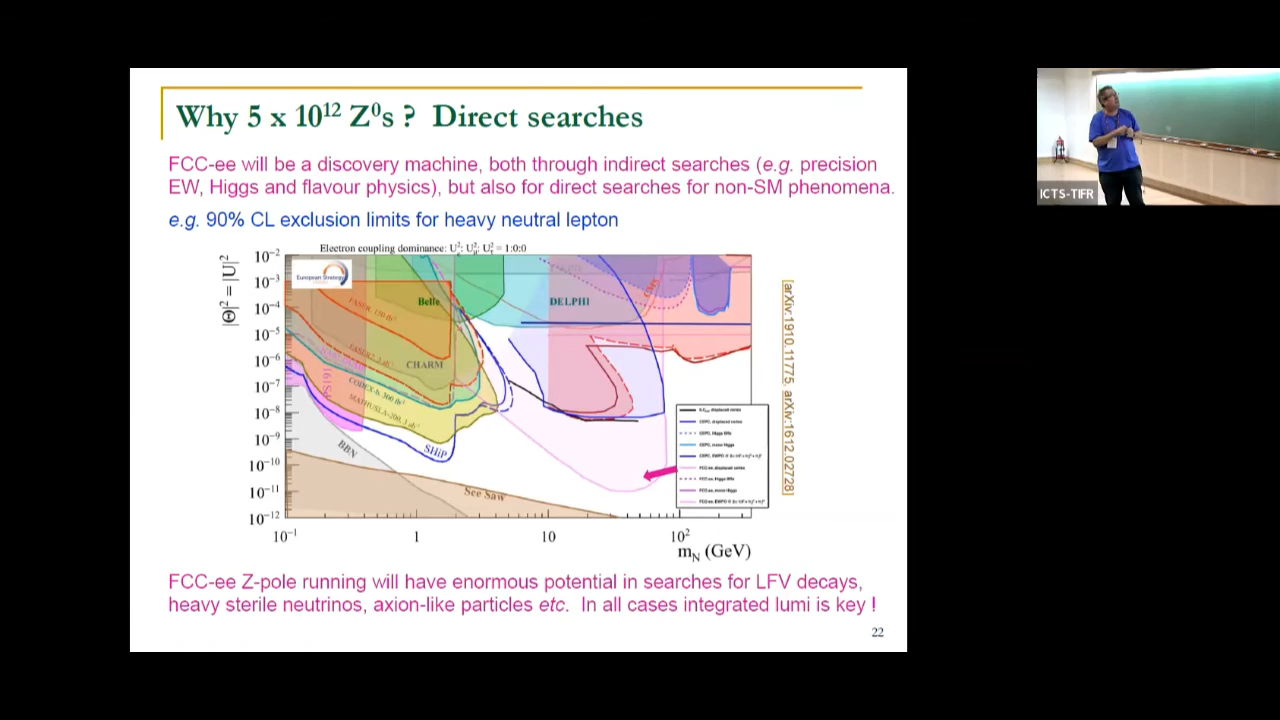 Why 5 x 10¹² Z⁰s ? Direct searches
ICTS-TIFR
FCC-ee will be a discovery machine, both through indirect searches (e.g. precision
EW, Higgs and flavour physics), but also for direct searches for non-SM phenomena.
e.g. 90% CL exclusion limits for heavy neutral lepton
Electron coupling dominance:
= 1:0:0
|Θ|² = |U|²
10⁻²
10⁻³
10⁻⁴
10⁻⁵
10⁻⁶
10⁻⁷
10⁻⁸
10⁻⁹
10⁻¹⁰
10⁻¹¹
10⁻¹²
European Strategy
Belle
DELPHI
CHARM
PS191
SHiP
BBN
See Saw
10⁻¹
1
10
10²
m_N (GeV)
[arXiv:1910.11775, arXiv:1612.02728]
FCC-ee Z-pole running will have enormous potential in searches for LFV decays,
heavy sterile neutrinos, axion-like particles etc. In all cases integrated lumi is key !
22